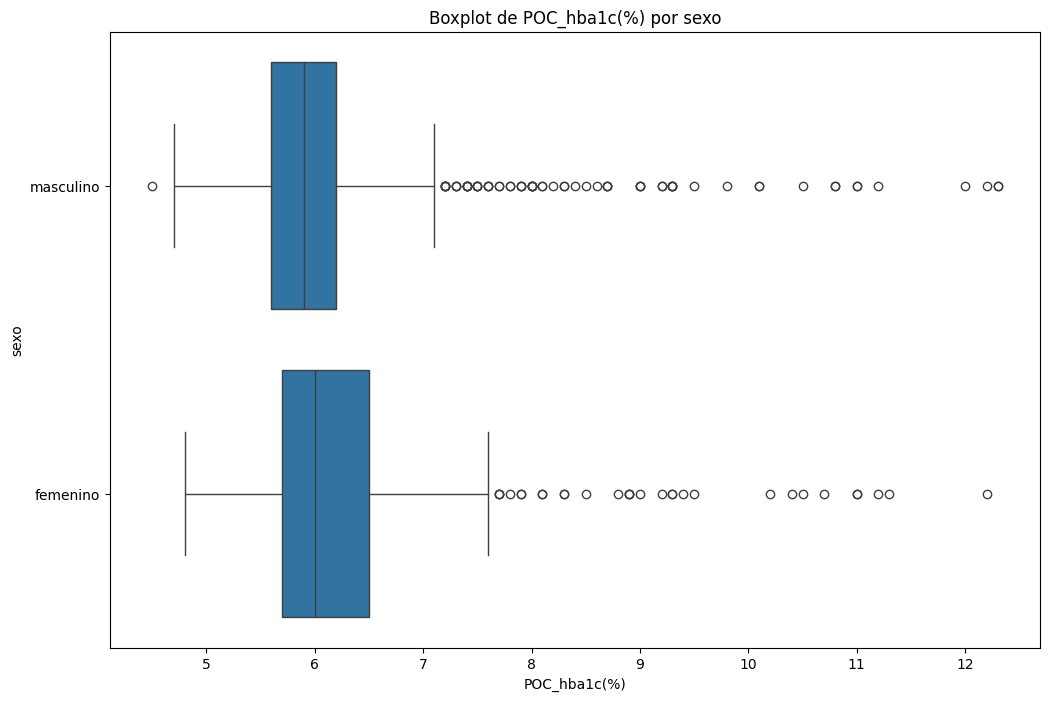 Boxplot de POC_hba1c(%) por sexo
masculino
sexo
femenino
5 6 7 8 9 10 11 12
POC_hba1c(%)